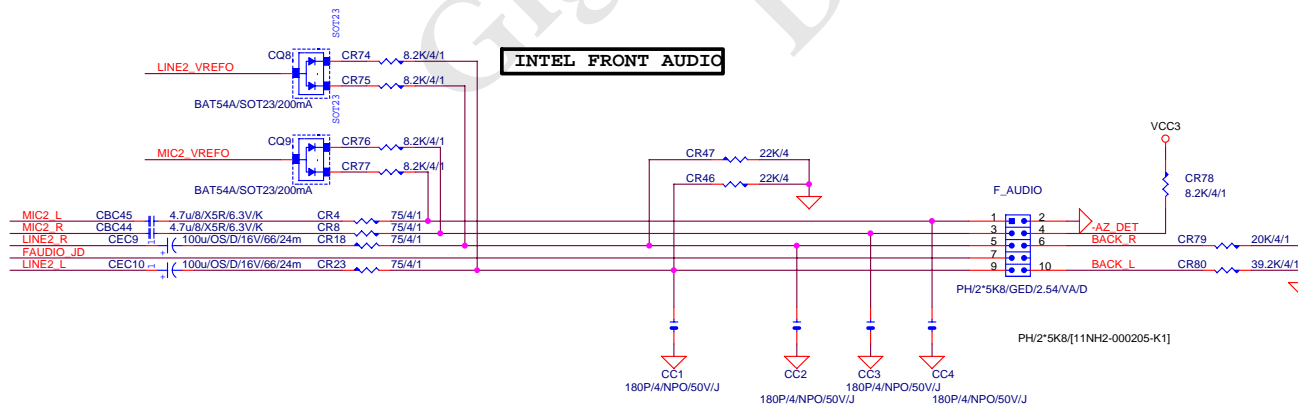 Gig
D
SOT23
CQ8
CR74
8.2K/4/1
INTEL FRONT AUDIO
LINE2_VREFO
CR75
8.2K/4/1
BAT54A/SOT23/200mA
SOT23
VCC3
CQ9
CR76
8.2K/4/1
MIC2_VREFO
CR47
22K/4
CR77
8.2K/4/1
CR46
22K/4
CR78
8.2K/4/1
BAT54A/SOT23/200mA
F_AUDIO
MIC2_L
CBC45
4.7u/8/X5R/6.3V/K
CR4
75/4/1
1
2
MIC2_R
CBC44
4.7u/8/X5R/6.3V/K
CR8
75/4/1
3
4
-AZ_DET
LINE2_R
CEC9
1
100u/OS/D/16V/66/24m
CR18
75/4/1
5
6
BACK_R
CR79
20K/4/1
FAUDIO_JD
7
8
LINE2_L
CEC10
1
100u/OS/D/16V/66/24m
CR23
75/4/1
9
10
BACK_L
CR80
39.2K/4/1
PH/2*5K8/GED/2.54/VA/D
PH/2*5K8/[11NH2-000205-K1]
CC1
CC2
CC3
CC4
180P/4/NPO/50V/J
180P/4/NPO/50V/J
180P/4/NPO/50V/J
180P/4/NPO/50V/J